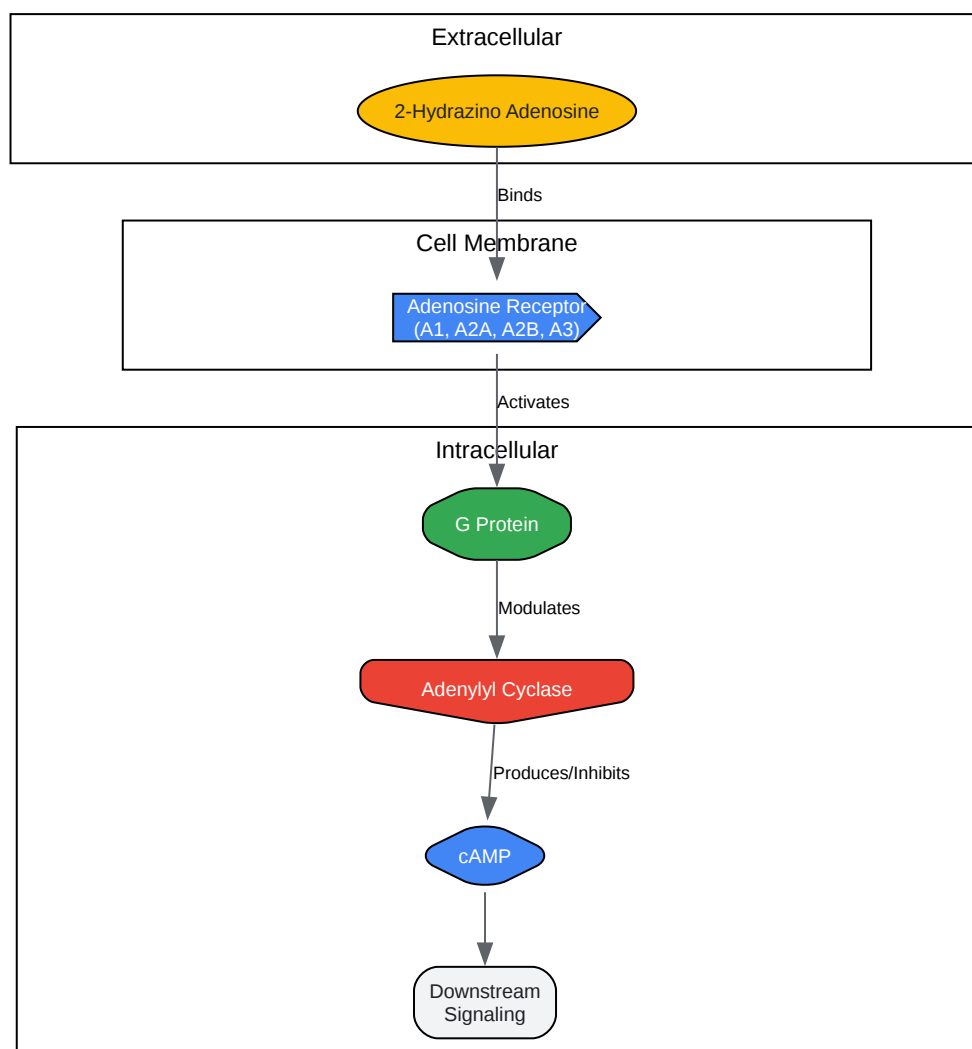 Extracellular
2-Hydrazino Adenosine
Binds
Cell Membrane
Adenosine Receptor
(A1, A2A, A2B, A3)
Activates
Intracellular
G Protein
Modulates
Adenylyl Cyclase
Produces/Inhibits
cAMP
Downstream
Signaling